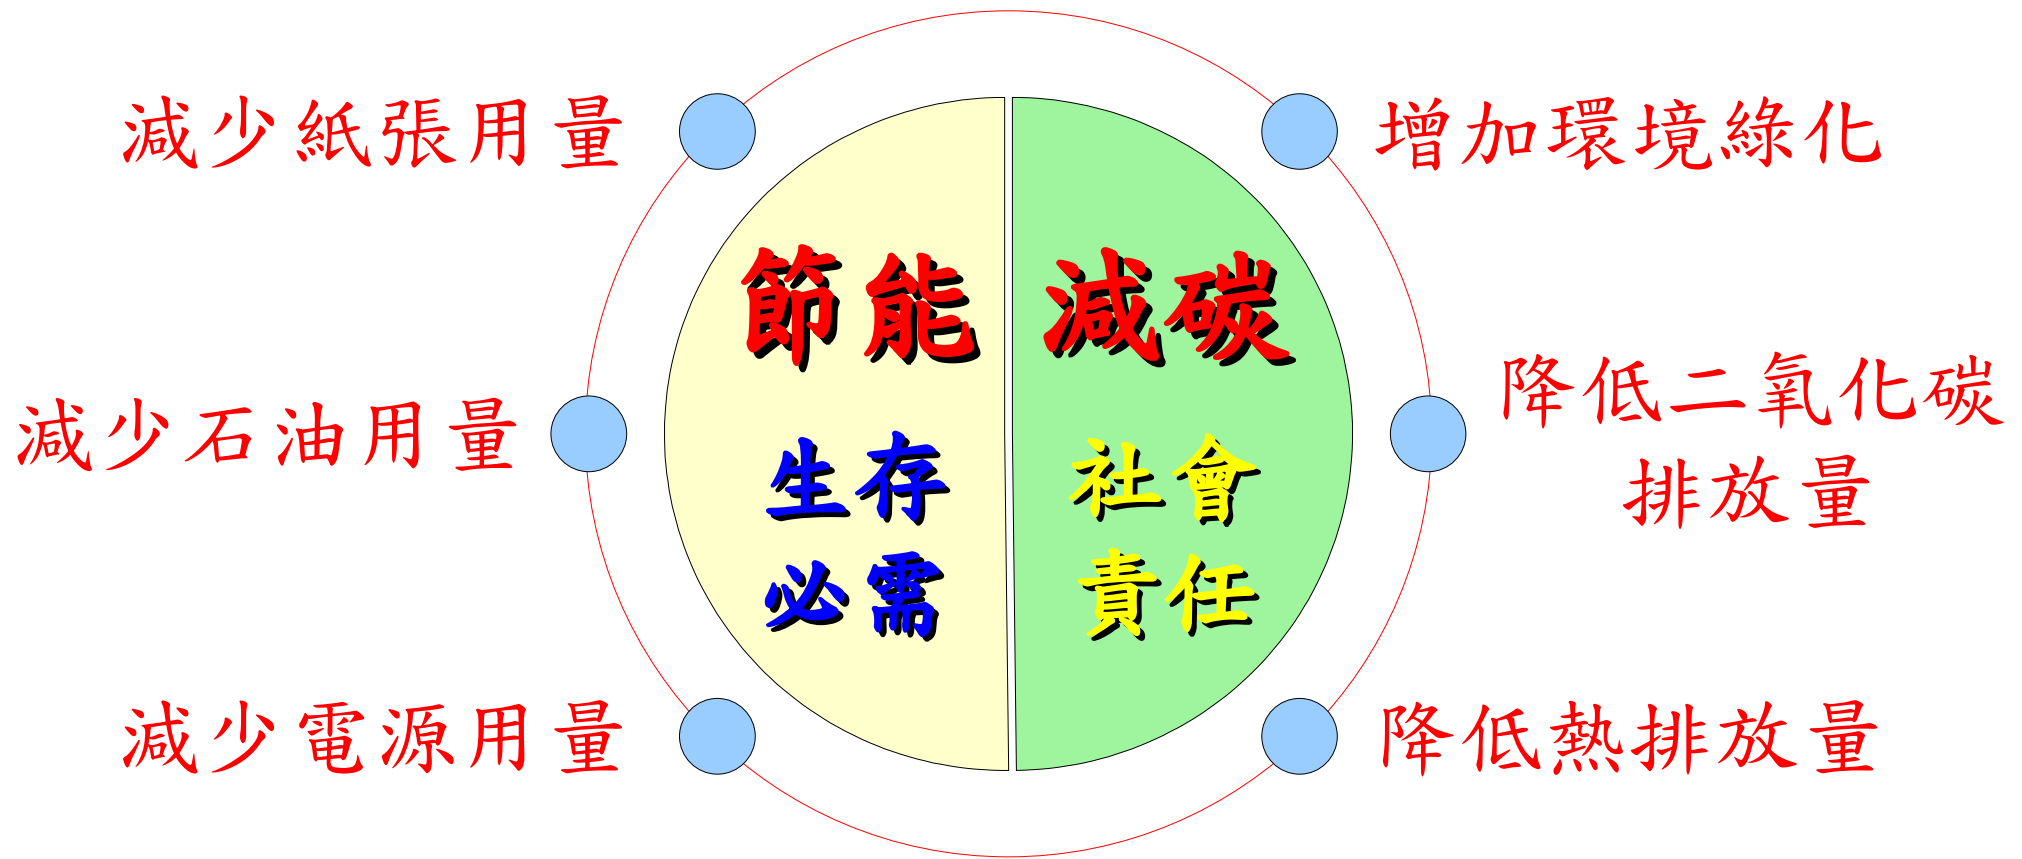 減少紙張用量
增加環境綠化
節能
減碳
減少石油用量
生存
必需
社會
責任
降低二氧化碳
排放量
減少電源用量
降低熱排放量